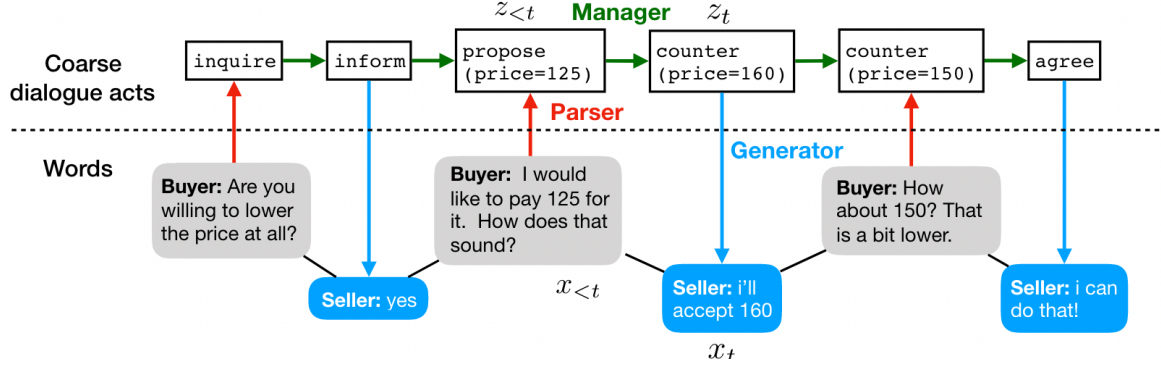 z<t
Manager
zt
Coarse
dialogue acts
inquire
inform
propose
(price=125)
counter
(price=160)
counter
(price=150)
agree
Parser
Generator
Words
Buyer: Are you
willing to lower
the price at all?
Seller: yes
Buyer: I would
like to pay 125 for
it. How does that
sound?
x<t
Seller: i'll
accept 160
xt
Buyer: How
about 150? That
is a bit lower.
Seller: i can
do that!